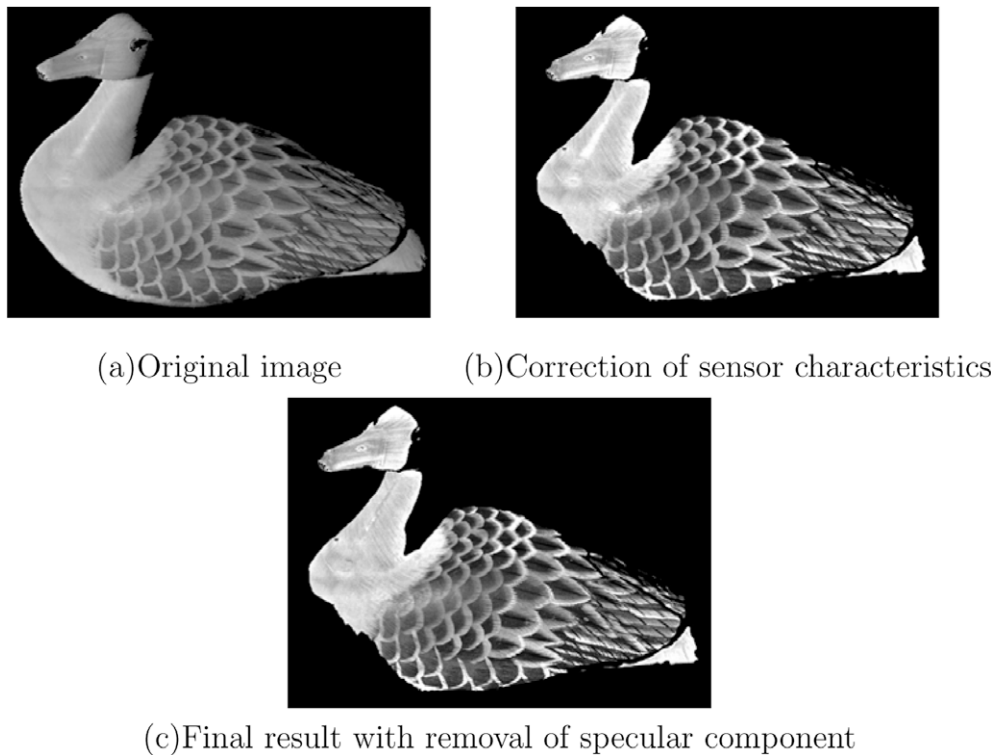 (a)Original image
(b)Correction of sensor characteristics
(c)Final result with removal of specular component